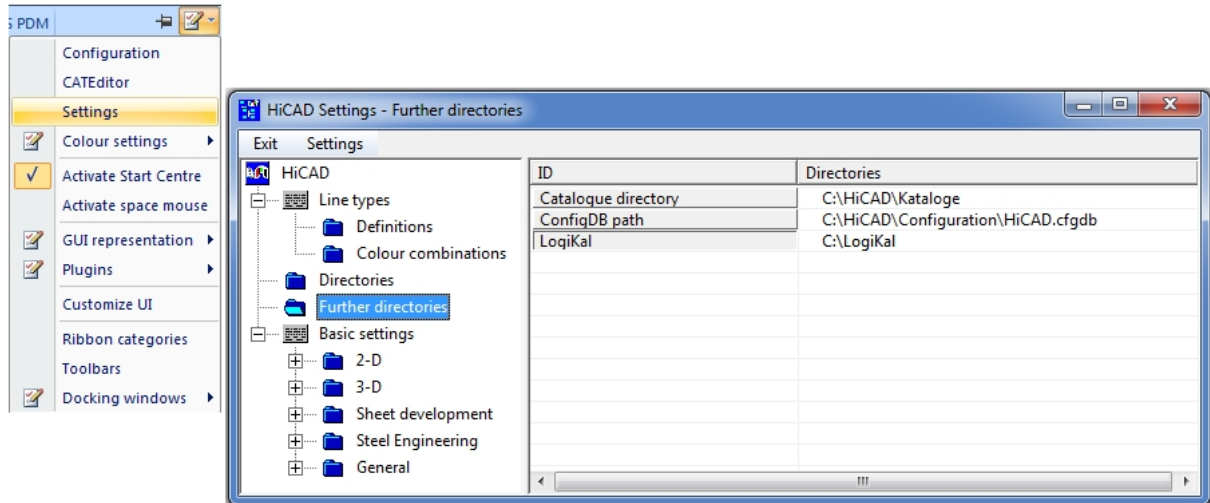 S PDM
Configuration
CATEditor
Settings
Colour settings
Activate Start Centre
Activate space mouse
GUI representation
Plugins
Customize UI
Ribbon categories
Toolbars
Docking windows
HiCAD Settings - Further directories
Exit Settings
HiCAD
Line types
Definitions
Colour combinations
Directories
Further directories
Basic settings
2-D
3-D
Sheet development
Steel Engineering
General
ID Directories
Catalogue directory C:\HiCAD\Kataloge
ConfigDB path C:\HiCAD\Configuration\HiCAD.cfgdb
LogiKal C:\LogiKal